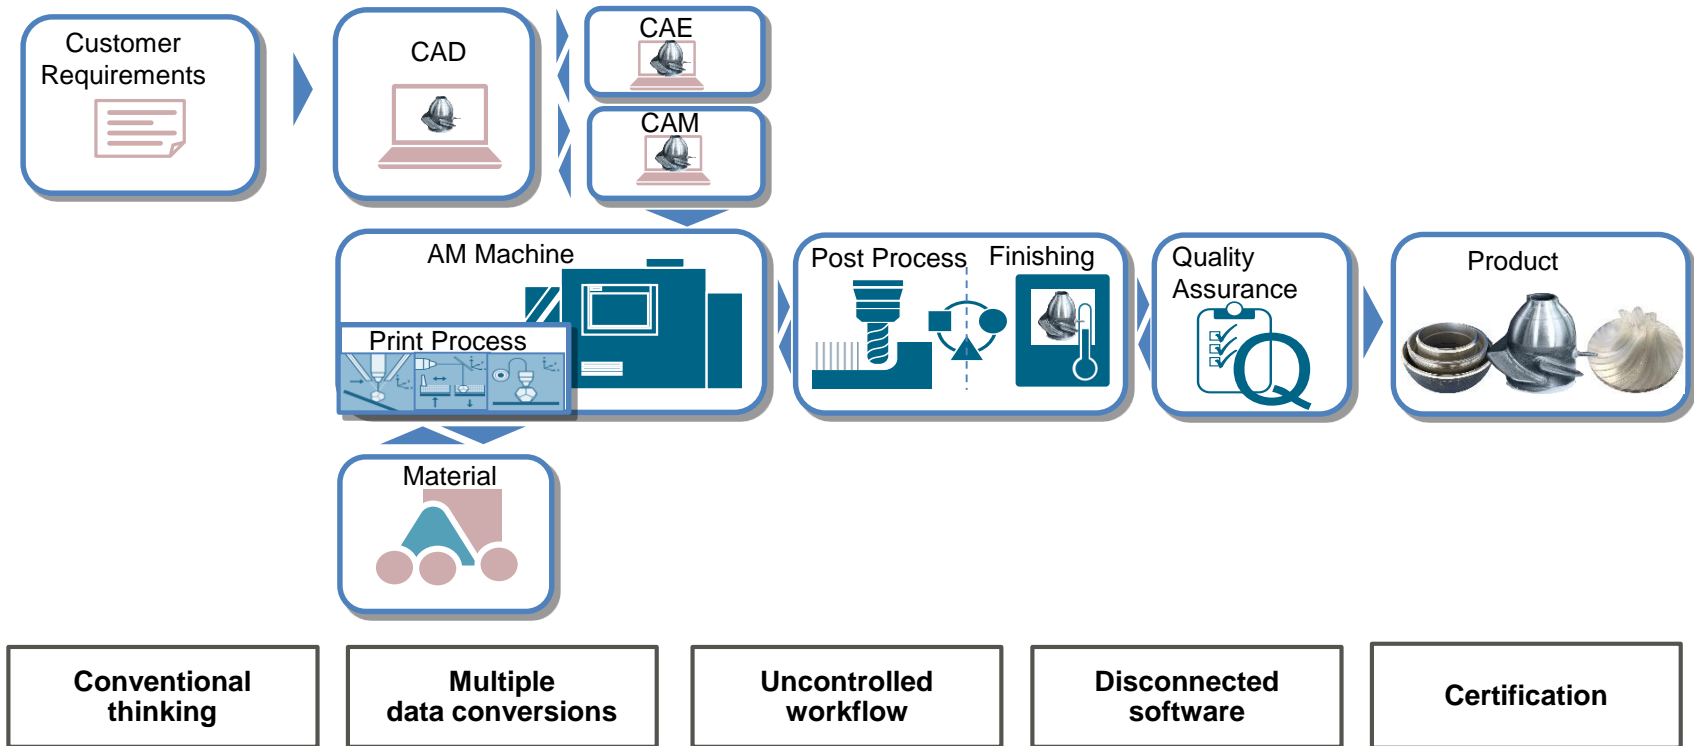 Customer
Requirements
CAD
CAE
CAM
AM Machine
Print Process
Post Process
Finishing
Quality
Assurance
Q
Product
Material
Conventional
thinking
Multiple
data conversions
Uncontrolled
workflow
Disconnected
software
Certification